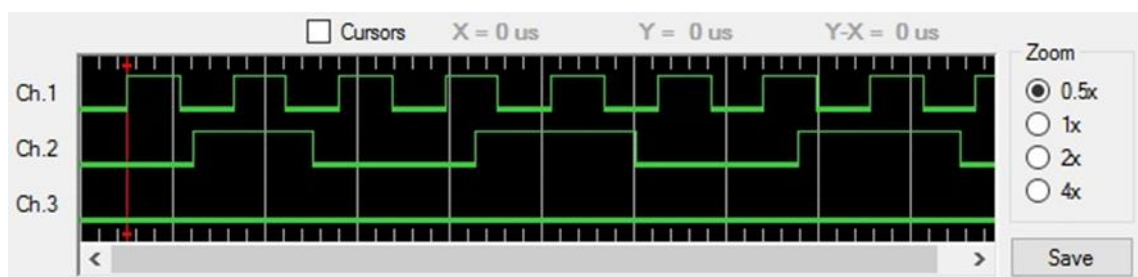 Cursors X = 0 us Y = 0 us Y-X = 0 us
Zoom
Ch.1
0.5x
1x
Ch.2
2x
4x
Ch.3
Save